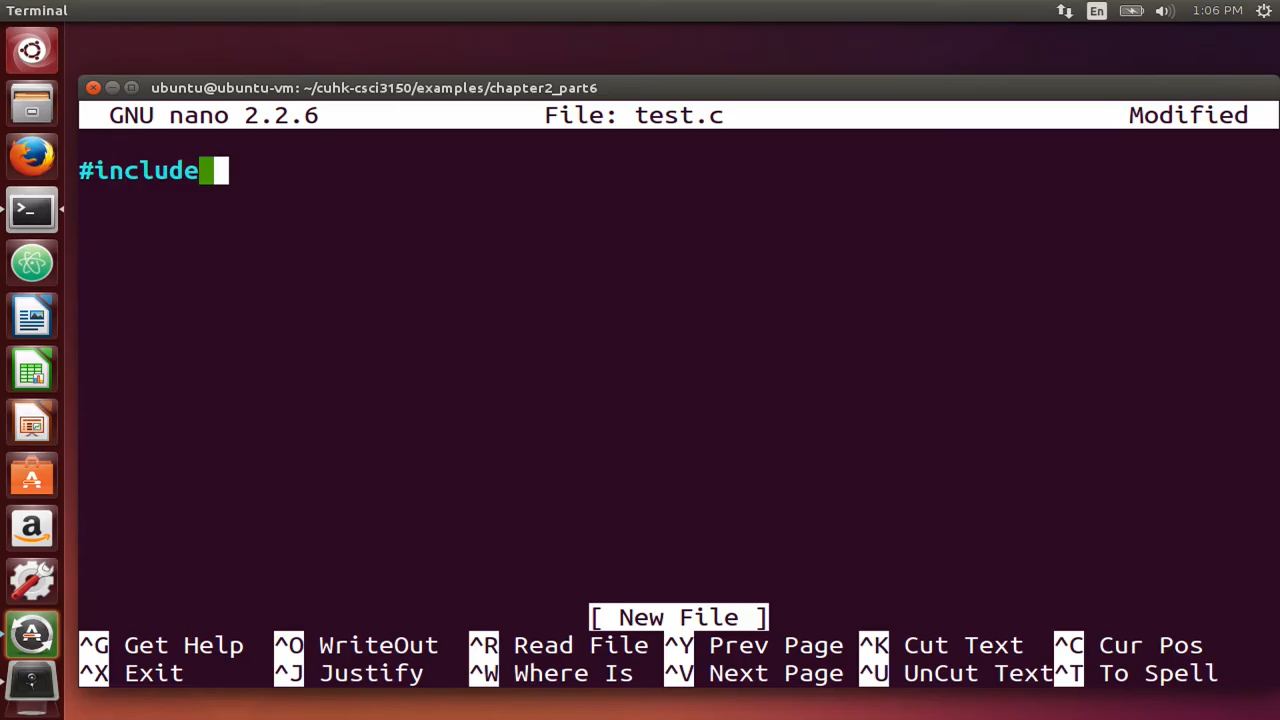 Terminal
En
1:06 PM
ubuntu@ubuntu-vm: ~/cuhk-csci3150/examples/chapter2_part6
GNU nano 2.2.6 File: test.c Modified
#include
[ New File ]
^G Get Help ^O WriteOut ^R Read File ^Y Prev Page ^K Cut Text ^C Cur Pos
^X Exit ^J Justify ^W Where Is ^V Next Page ^U UnCut Text ^T To Spell